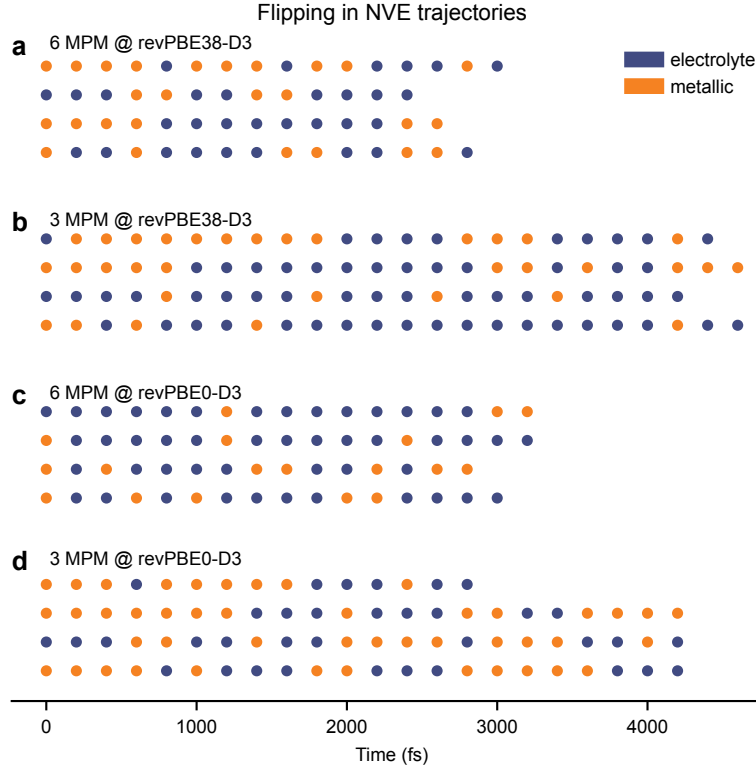 Flipping in NVE trajectories
a 6 MPM @ revPBE38-D3
electrolyte
metallic
b 3 MPM @ revPBE38-D3
c 6 MPM @ revPBE0-D3
d 3 MPM @ revPBE0-D3
0 1000 2000 3000 4000
Time (fs)